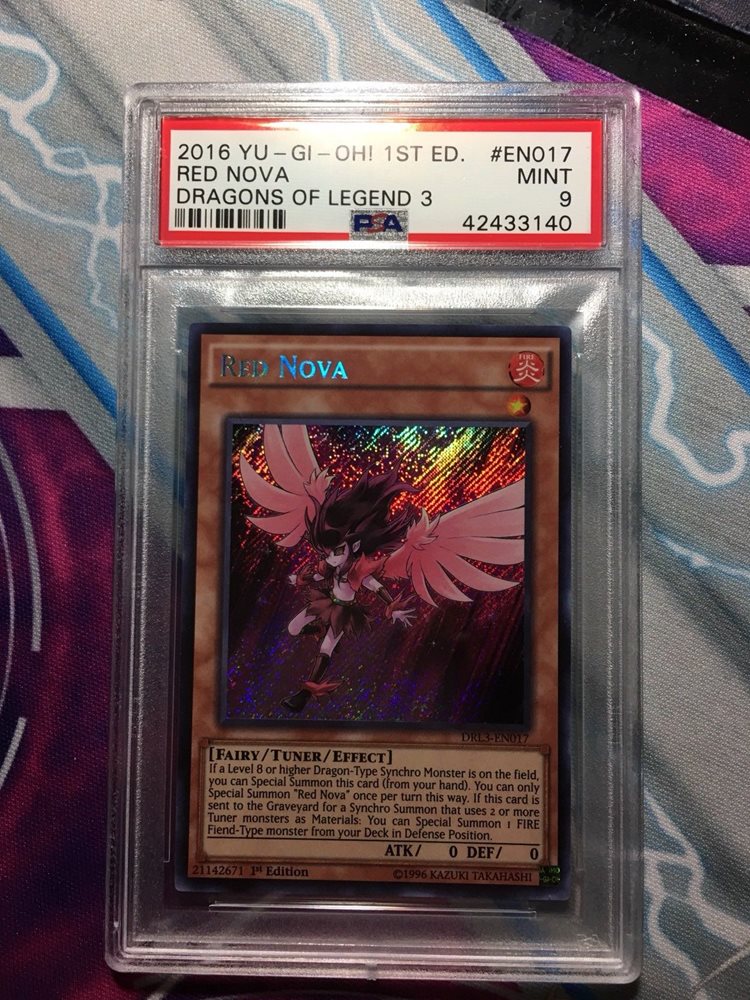 2016 YU-GI-OH! 1ST ED. #EN017
RED NOVA MINT
DRAGONS OF LEGEND 3 9
PSA 42433140
RED NOVA
FIRE
炎
DRL3-EN017
[FAIRY/TUNER/EFFECT]
If a Level 8 or higher Dragon-Type Synchro Monster is on the field,
you can Special Summon this card (from your hand). You can only
Special Summon "Red Nova" once per turn this way. If this card is
sent to the Graveyard for a Synchro Summon that uses 2 or more
Tuner monsters as Materials: You can Special Summon 1 FIRE
Fiend-Type monster from your Deck in Defense Position.
ATK/ 0 DEF/ 0
21142671 1st Edition ©1996 KAZUKI TAKAHASHI